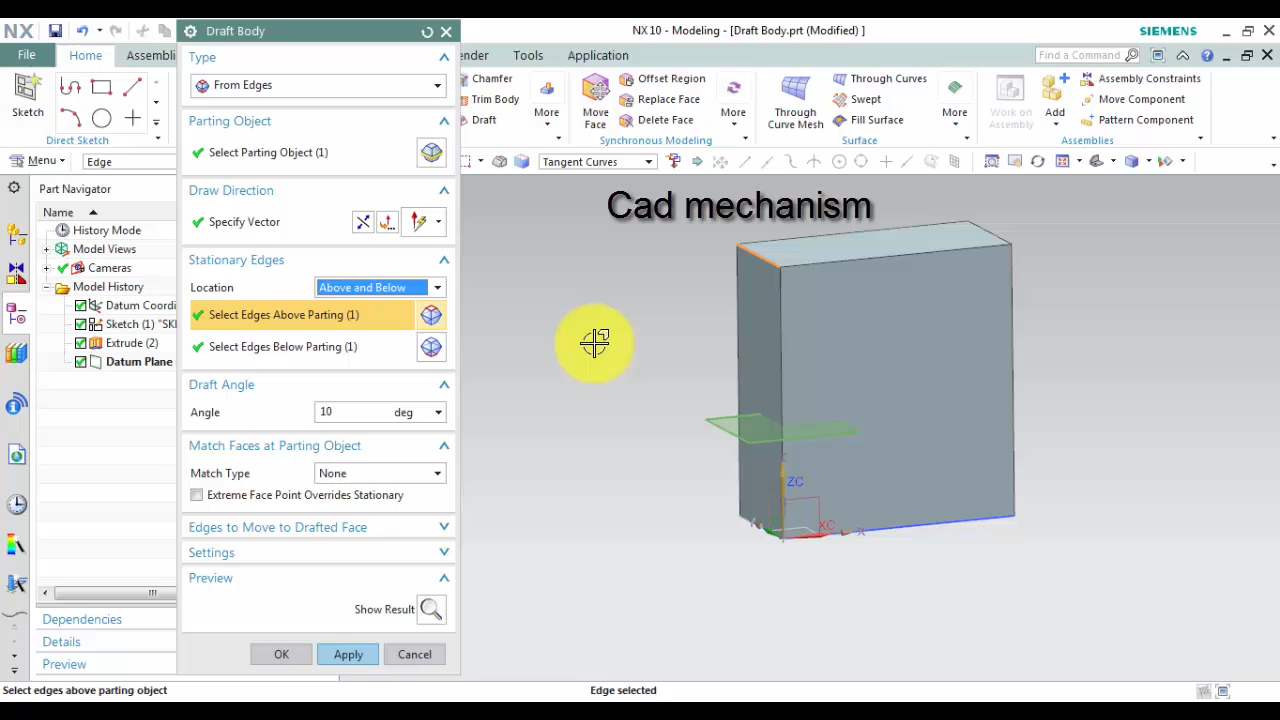 NX
Draft Body
NX 10 - Modeling - [Draft Body.prt (Modified) ]
SIEMENS
File
Home
Assembli
ender
Tools
Application
Find a Command
Sketch
Direct Sketch
Chamfer
Trim Body
Draft
More
Move Face
Offset Region
Replace Face
Delete Face
More
Synchronous Modeling
Through Curve Mesh
Through Curves
Swept
Fill Surface
More
Surface
Work on Assembly
Add
Assembly Constraints
Move Component
Pattern Component
Assemblies
Menu
Edge
Tangent Curves
Part Navigator
Name
History Mode
Model Views
Cameras
Model History
Datum Coordi
Sketch (1) "SKE
Extrude (2)
Datum Plane
Dependencies
Details
Preview
Type
From Edges
Parting Object
Select Parting Object (1)
Draw Direction
Specify Vector
Stationary Edges
Location
Above and Below
Select Edges Above Parting (1)
Select Edges Below Parting (1)
Draft Angle
Angle
10
deg
Match Faces at Parting Object
Match Type
None
Extreme Face Point Overrides Stationary
Edges to Move to Drafted Face
Settings
Preview
Show Result
OK
Apply
Cancel
Cad mechanism
ZC
XC
X
Select edges above parting object
Edge selected